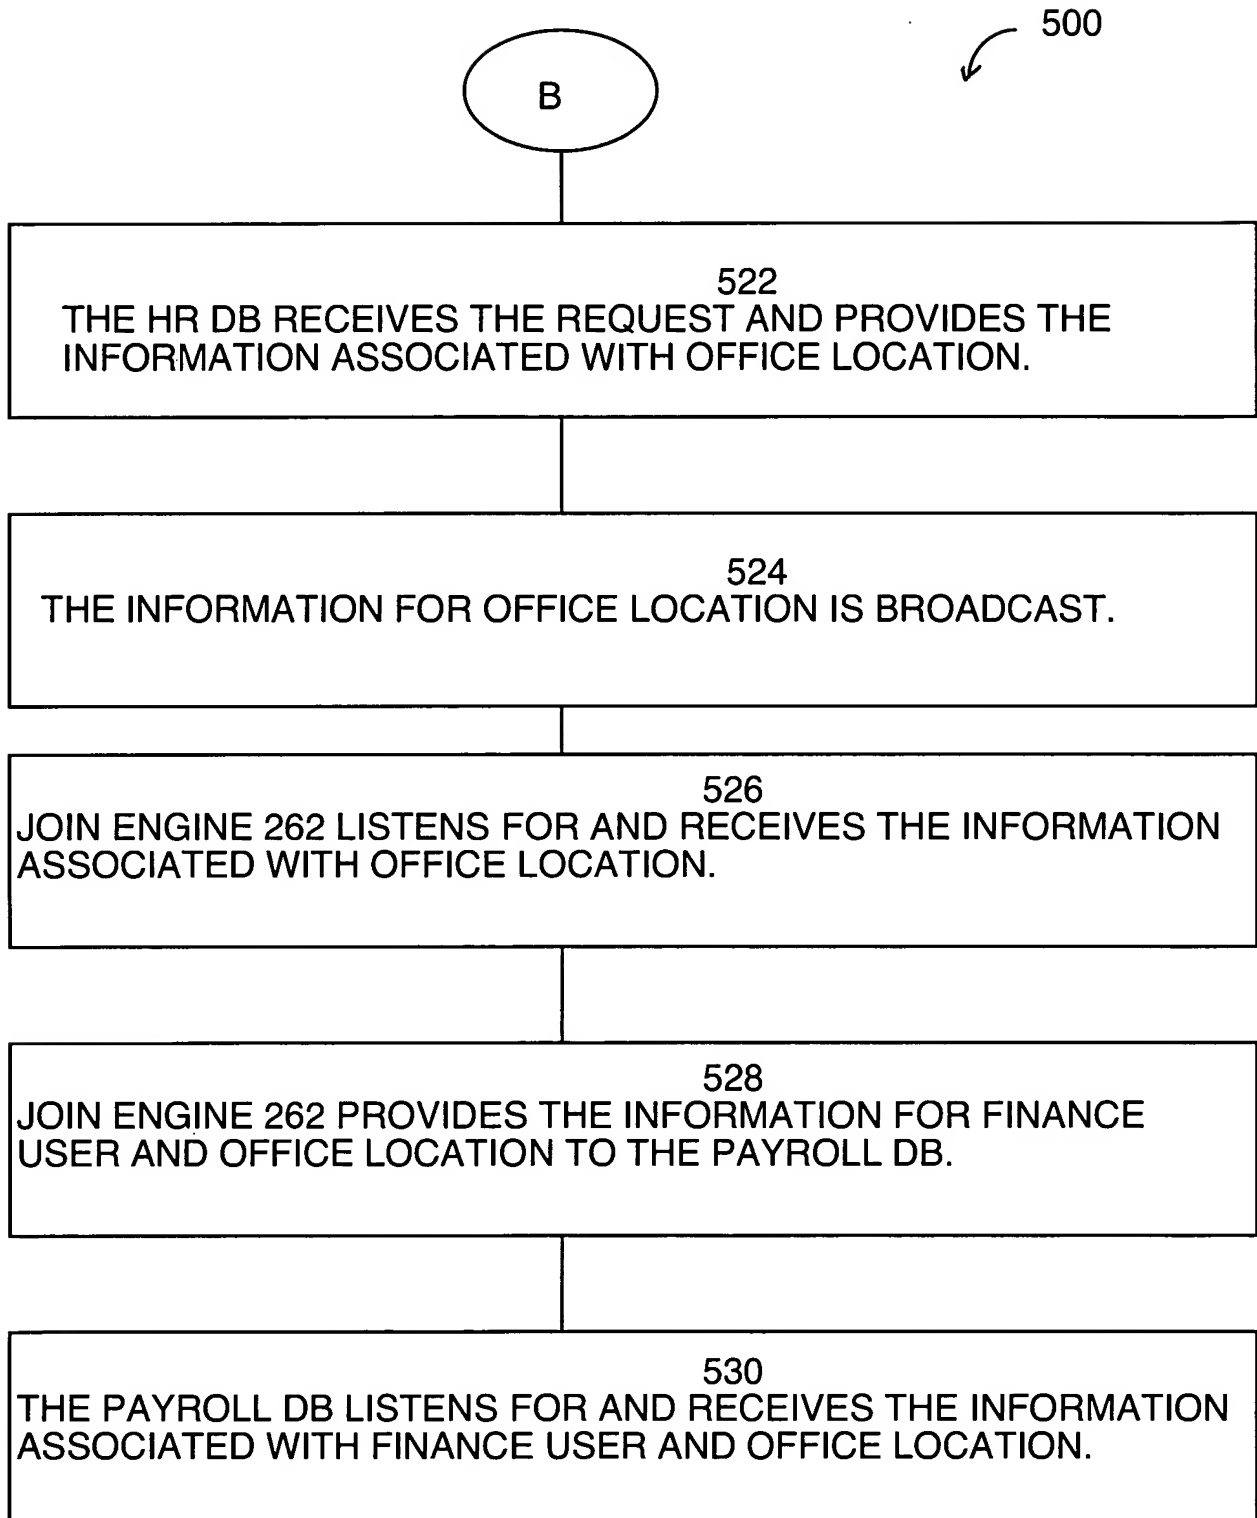 500
B
522
THE HR DB RECEIVES THE REQUEST AND PROVIDES THE
INFORMATION ASSOCIATED WITH OFFICE LOCATION.
524
THE INFORMATION FOR OFFICE LOCATION IS BROADCAST.
526
JOIN ENGINE 262 LISTENS FOR AND RECEIVES THE INFORMATION
ASSOCIATED WITH OFFICE LOCATION.
528
JOIN ENGINE 262 PROVIDES THE INFORMATION FOR FINANCE
USER AND OFFICE LOCATION TO THE PAYROLL DB.
530
THE PAYROLL DB LISTENS FOR AND RECEIVES THE INFORMATION
ASSOCIATED WITH FINANCE USER AND OFFICE LOCATION.